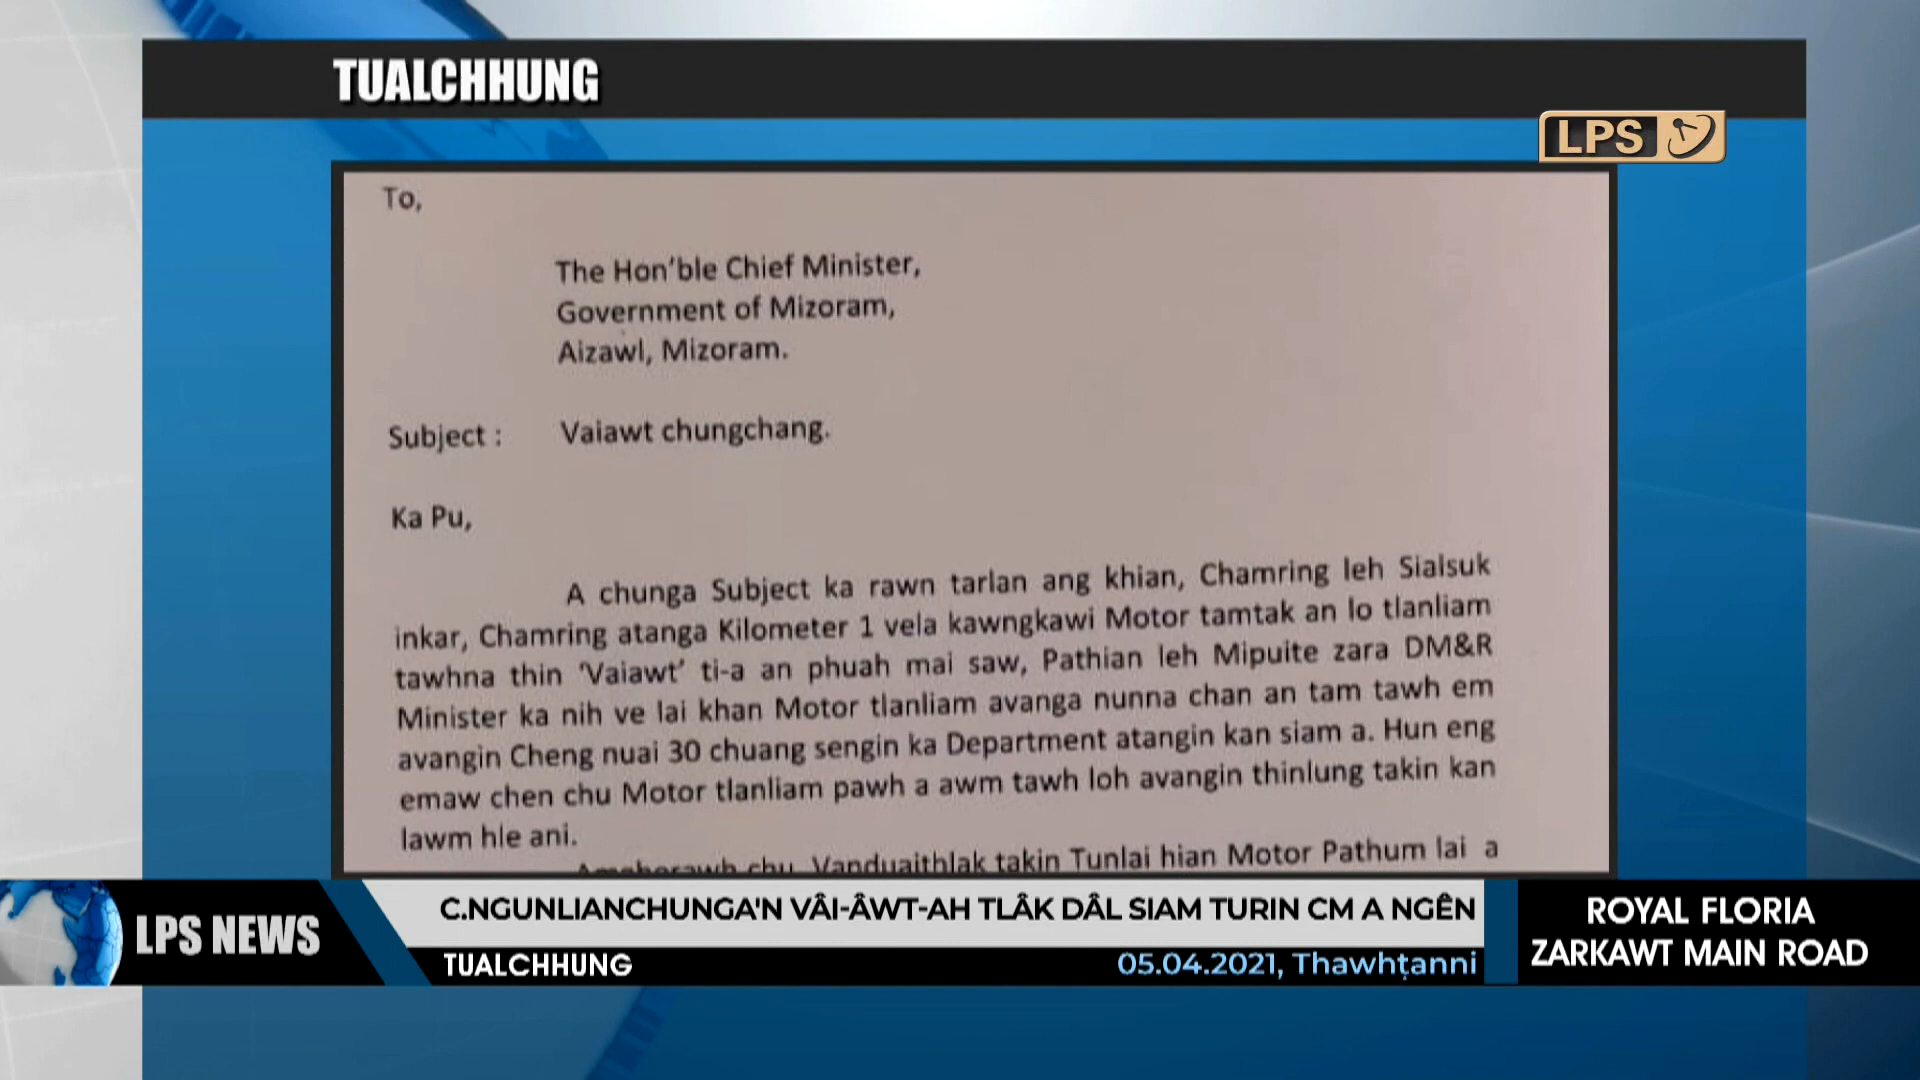 TUALCHHUNG
LPS
To,
The Hon'ble Chief Minister,
Government of Mizoram,
Aizawl, Mizoram.
Subject : Vaiawt chungchang.
Ka Pu,
A chunga Subject ka rawn tarlan ang khian, Chamring leh Sialsuk
inkar, Chamring atanga Kilometer 1 vela kawngkawi Motor tamtak an lo tlanliam
tawhna thin 'Vaiawt' ti-a an phuah mai saw, Pathian leh Mipuite zara DM&R
Minister ka nih ve lai khan Motor tlanliam avanga nunna chan an tam tawh em
avangin Cheng nuai 30 chuang sengin ka Department atangin kan siam a. Hun eng
emaw chen chu Motor tlanliam pawh a awm tawh loh avangin thinlung takin kan
lawm hle ani.
chu, Vanduaithlak takin Tunlai hian Motor Pathum lai a
LPS NEWS
C.NGUNLIANCHUNGA'N VÂI-ÂWT-AH TLÂK DÂL SIAM TURIN CM A NGÊN
TUALCHHUNG
05.04.2021, Thawhṭanni
ROYAL FLORIA
ZARKAWT MAIN ROAD